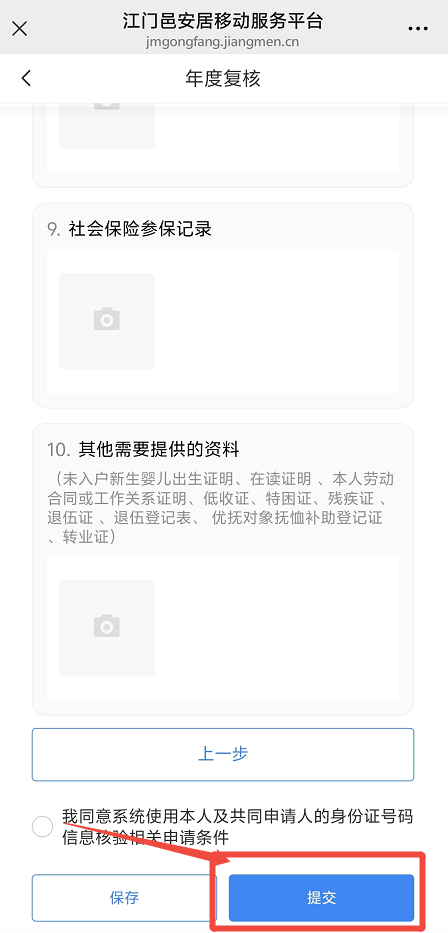 江门邑安居移动服务平台
jmgongfang.jiangmen.cn
年度复核
9. 社会保险参保记录
10. 其他需要提供的资料
（未入户新生婴儿出生证明、在读证明 、本人劳动
合同或工作关系证明、低收证、特困证、残疾证 、
退伍证 、退伍登记表、 优抚对象抚恤补助登记证
、转业证）
上一步
我同意系统使用本人及共同申请人的身份证号码
信息核验相关申请条件
保存
提交